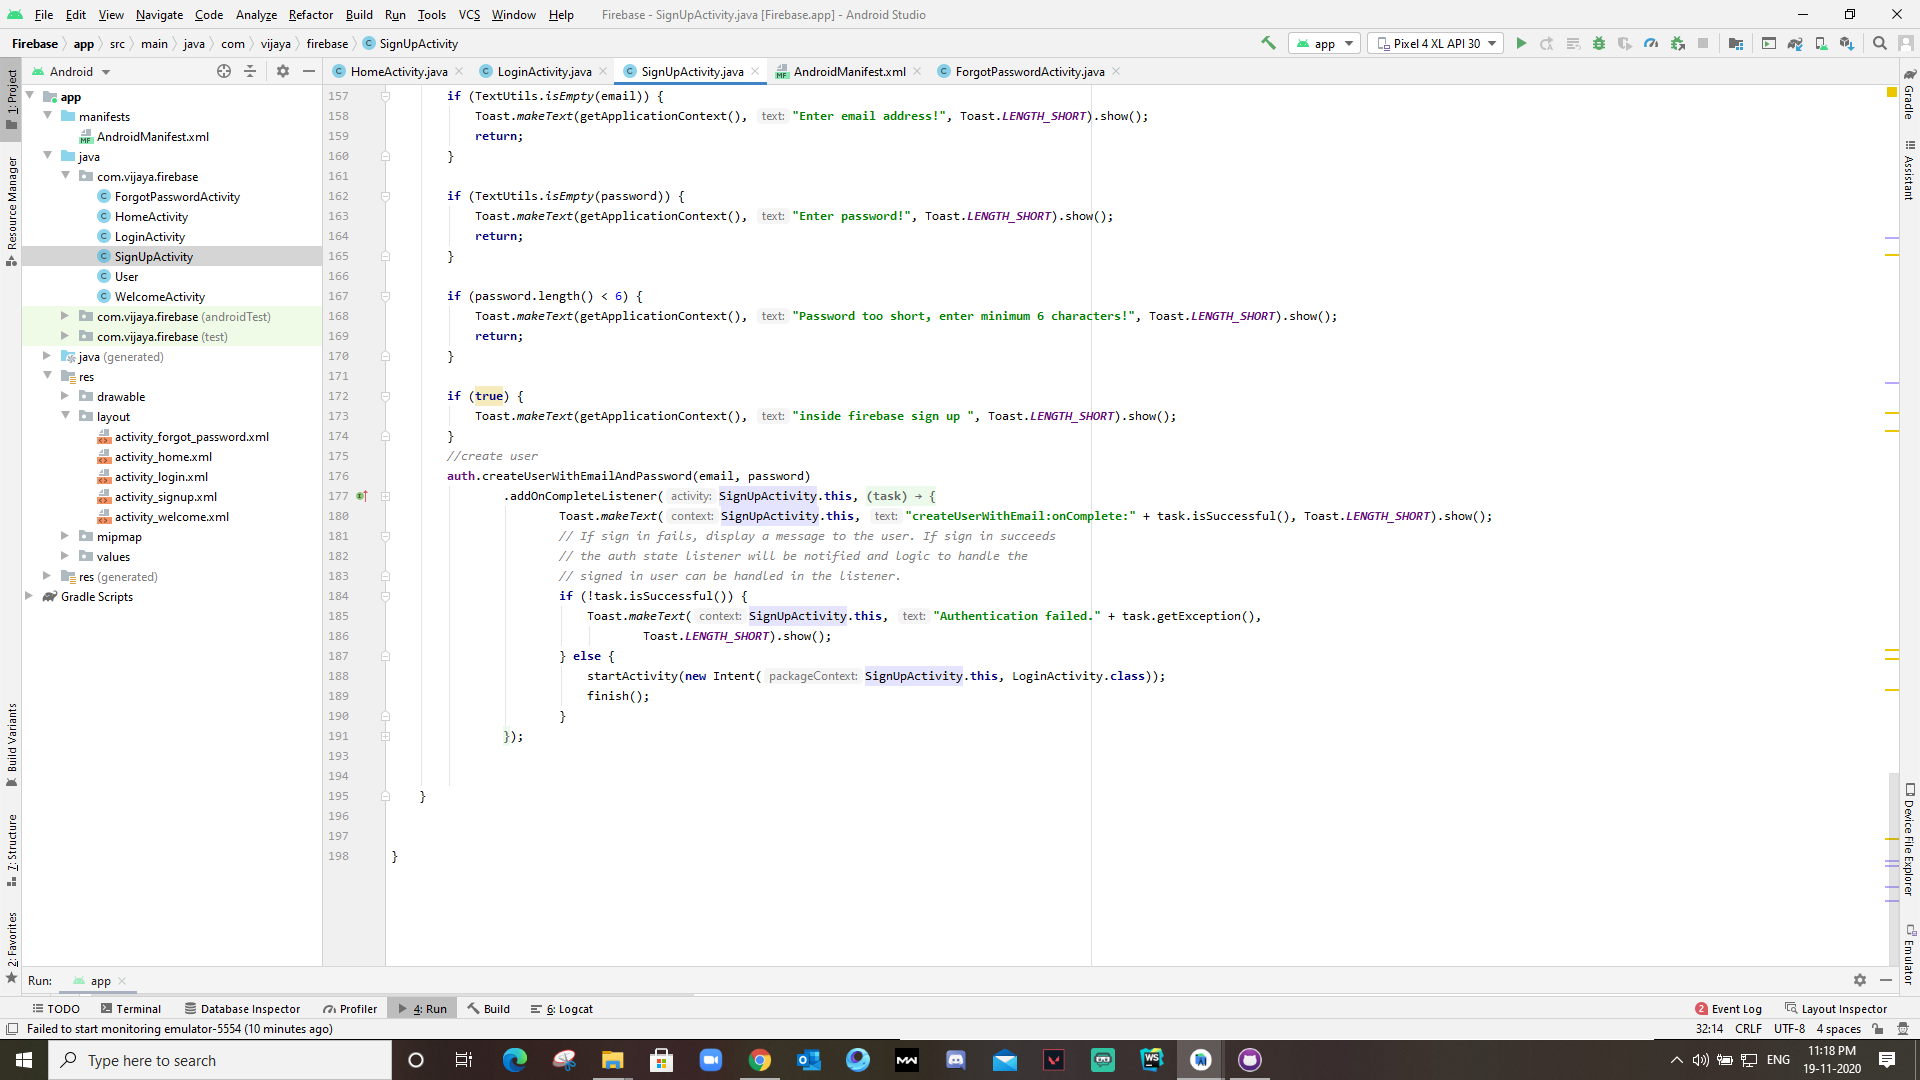 File Edit View Navigate Code Analyze Refactor Build Run Tools VCS Window Help Firebase - SignUpActivity.java [Firebase.app] - Android Studio
Firebase app src main java com vijaya firebase SignUpActivity app Pixel 4 XL API 30
Android HomeActivity.java LoginActivity.java SignUpActivity.java AndroidManifest.xml ForgotPasswordActivity.java
1: Project
Resource Manager
Build Variants
7: Structure
2: Favorites
app
manifests
AndroidManifest.xml
java
com.vijaya.firebase
ForgotPasswordActivity
HomeActivity
LoginActivity
SignUpActivity
User
WelcomeActivity
com.vijaya.firebase (androidTest)
com.vijaya.firebase (test)
java (generated)
res
drawable
layout
activity_forgot_password.xml
activity_home.xml
activity_login.xml
activity_signup.xml
activity_welcome.xml
mipmap
values
res (generated)
Gradle Scripts
157 if (TextUtils.isEmpty(email)) {
158 Toast.makeText(getApplicationContext(), text: "Enter email address!", Toast.LENGTH_SHORT).show();
159 return;
160 }
161
162 if (TextUtils.isEmpty(password)) {
163 Toast.makeText(getApplicationContext(), text: "Enter password!", Toast.LENGTH_SHORT).show();
164 return;
165 }
166
167 if (password.length() < 6) {
168 Toast.makeText(getApplicationContext(), text: "Password too short, enter minimum 6 characters!", Toast.LENGTH_SHORT).show();
169 return;
170 }
171
172 if (true) {
173 Toast.makeText(getApplicationContext(), text: "inside firebase sign up ", Toast.LENGTH_SHORT).show();
174 }
175 //create user
176 auth.createUserWithEmailAndPassword(email, password)
177 .addOnCompleteListener( activity: SignUpActivity.this, (task) → {
180 Toast.makeText( context: SignUpActivity.this, text: "createUserWithEmail:onComplete:" + task.isSuccessful(), Toast.LENGTH_SHORT).show();
181 // If sign in fails, display a message to the user. If sign in succeeds
182 // the auth state listener will be notified and logic to handle the
183 // signed in user can be handled in the listener.
184 if (!task.isSuccessful()) {
185 Toast.makeText( context: SignUpActivity.this, text: "Authentication failed." + task.getException(),
186 Toast.LENGTH_SHORT).show();
187 } else {
188 startActivity(new Intent( packageContext: SignUpActivity.this, LoginActivity.class));
189 finish();
190 }
191 });
193
194
195 }
196
197
198 }
Gradle
Assistant
Device File Explorer
Emulator
Run: app
TODO Terminal Database Inspector Profiler 4: Run Build 6: Logcat 2 Event Log Layout Inspector
Failed to start monitoring emulator-5554 (10 minutes ago) 32:14 CRLF UTF-8 4 spaces
Type here to search MW WS ENG 11:18 PM
19-11-2020